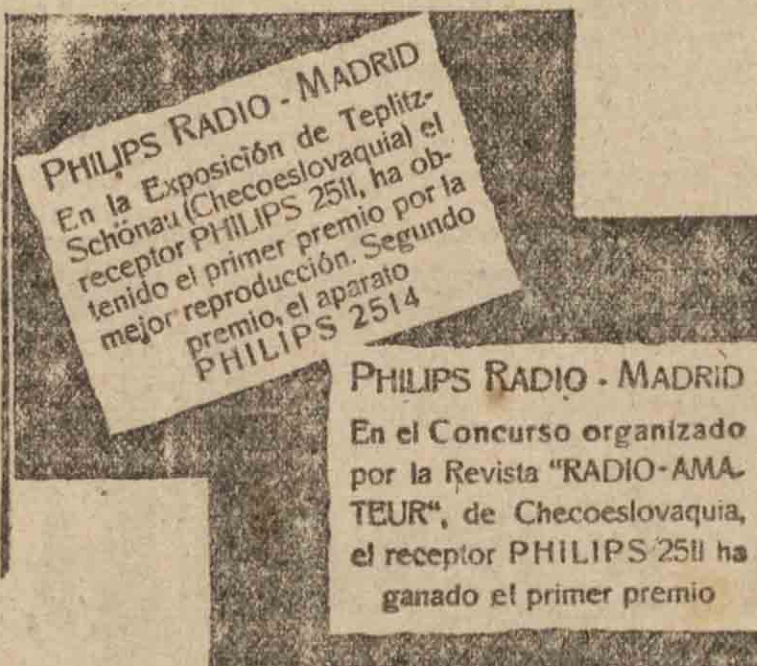 PHILIPS RADIO - MADRID
En la Exposición de Teplitz-
Schönau (Checoeslovaquia) el
receptor PHILIPS 2511, ha ob-
tenido el primer premio por la
mejor reproducción. Segundo
premio, el aparato
PHILIPS 2514
PHILIPS RADIO - MADRID
En el Concurso organizado
por la Revista "RADIO-AMA-
TEUR", de Checoeslovaquia,
el receptor PHILIPS 2511 ha
ganado el primer premio